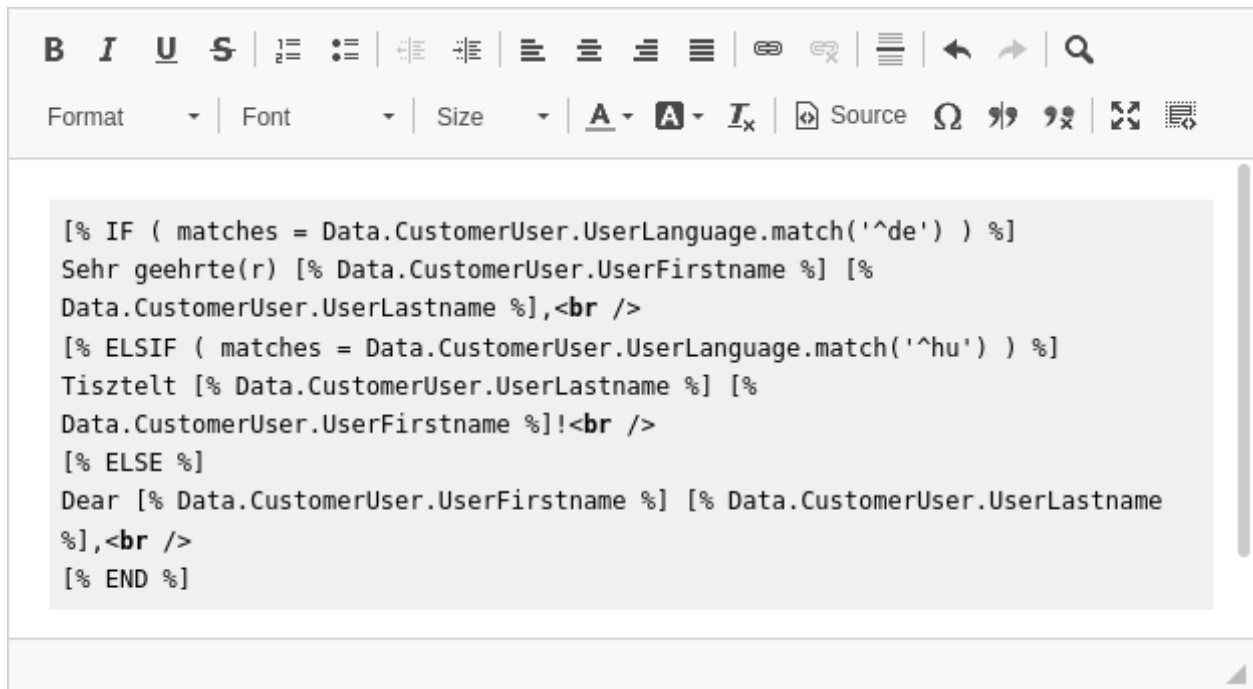 B I U S
Format Font Size A A Tx Source Ω
[% IF ( matches = Data.CustomerUser.UserLanguage.match('^de') ) %]
Sehr geehrte(r) [% Data.CustomerUser.UserFirstname %] [%
Data.CustomerUser.UserLastname %],<br />
[% ELSIF ( matches = Data.CustomerUser.UserLanguage.match('^hu') ) %]
Tisztelt [% Data.CustomerUser.UserLastname %] [%
Data.CustomerUser.UserFirstname %]!<br />
[% ELSE %]
Dear [% Data.CustomerUser.UserFirstname %] [% Data.CustomerUser.UserLastname
%],<br />
[% END %]